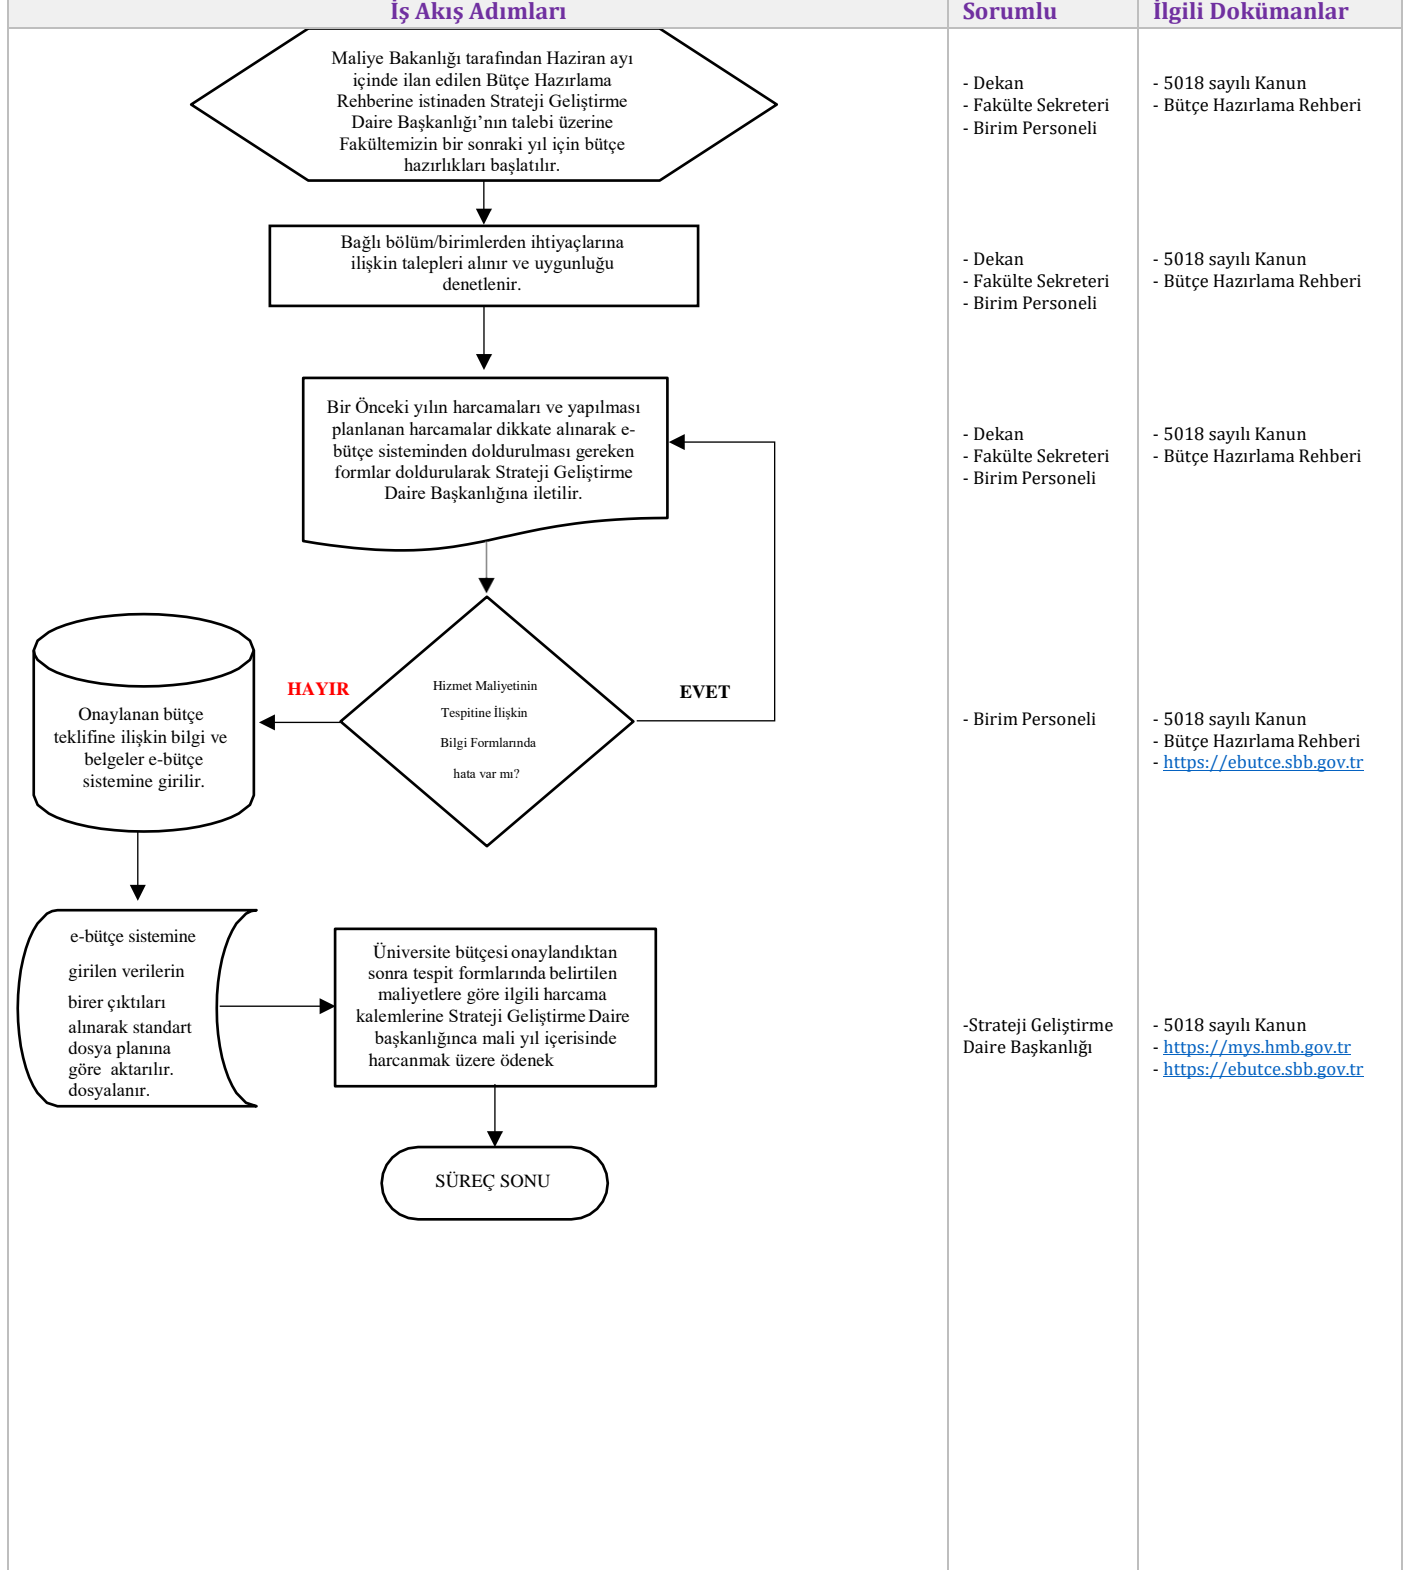 İş Akış Adımları
Sorumlu
İlgili Dokümanlar
Maliye Bakanlığı tarafından Haziran ayı
içinde ilan edilen Bütçe Hazırlama
Rehberine istinaden Strateji Geliştirme
Daire Başkanlığı’nın talebi üzerine
Fakültemizin bir sonraki yıl için bütçe
hazırlıkları başlatılır.
- Dekan
- Fakülte Sekreteri
- Birim Personeli
- 5018 sayılı Kanun
- Bütçe Hazırlama Rehberi
Bağlı bölüm/birimlerden ihtiyaçlarına
ilişkin talepleri alınır ve uygunluğu
denetlenir.
- Dekan
- Fakülte Sekreteri
- Birim Personeli
- 5018 sayılı Kanun
- Bütçe Hazırlama Rehberi
Bir Önceki yılın harcamaları ve yapılması
planlanan harcamalar dikkate alınarak e-
bütçe sisteminden doldurulması gereken
formlar doldurularak Strateji Geliştirme
Daire Başkanlığına iletilir.
- Dekan
- Fakülte Sekreteri
- Birim Personeli
- 5018 sayılı Kanun
- Bütçe Hazırlama Rehberi
Hizmet Maliyetinin
Tespitine İlişkin
Bilgi Formlarında
hata var mı?
HAYIR
EVET
Onaylanan bütçe
teklifine ilişkin bilgi ve
belgeler e-bütçe
sistemine girilir.
- Birim Personeli
- 5018 sayılı Kanun
- Bütçe Hazırlama Rehberi
- https://ebutce.sbb.gov.tr
e-bütçe sistemine
girilen verilerin
birer çıktıları
alınarak standart
dosya planına
göre aktarılır.
dosyalanır.
Üniversite bütçesi onaylandıktan
sonra tespit formlarında belirtilen
maliyetlere göre ilgili harcama
kalemlerine Strateji Geliştirme Daire
başkanlığınca mali yıl içerisinde
harcanmak üzere ödenek
-Strateji Geliştirme
Daire Başkanlığı
- 5018 sayılı Kanun
- https://mys.hmb.gov.tr
- https://ebutce.sbb.gov.tr
SÜREÇ SONU